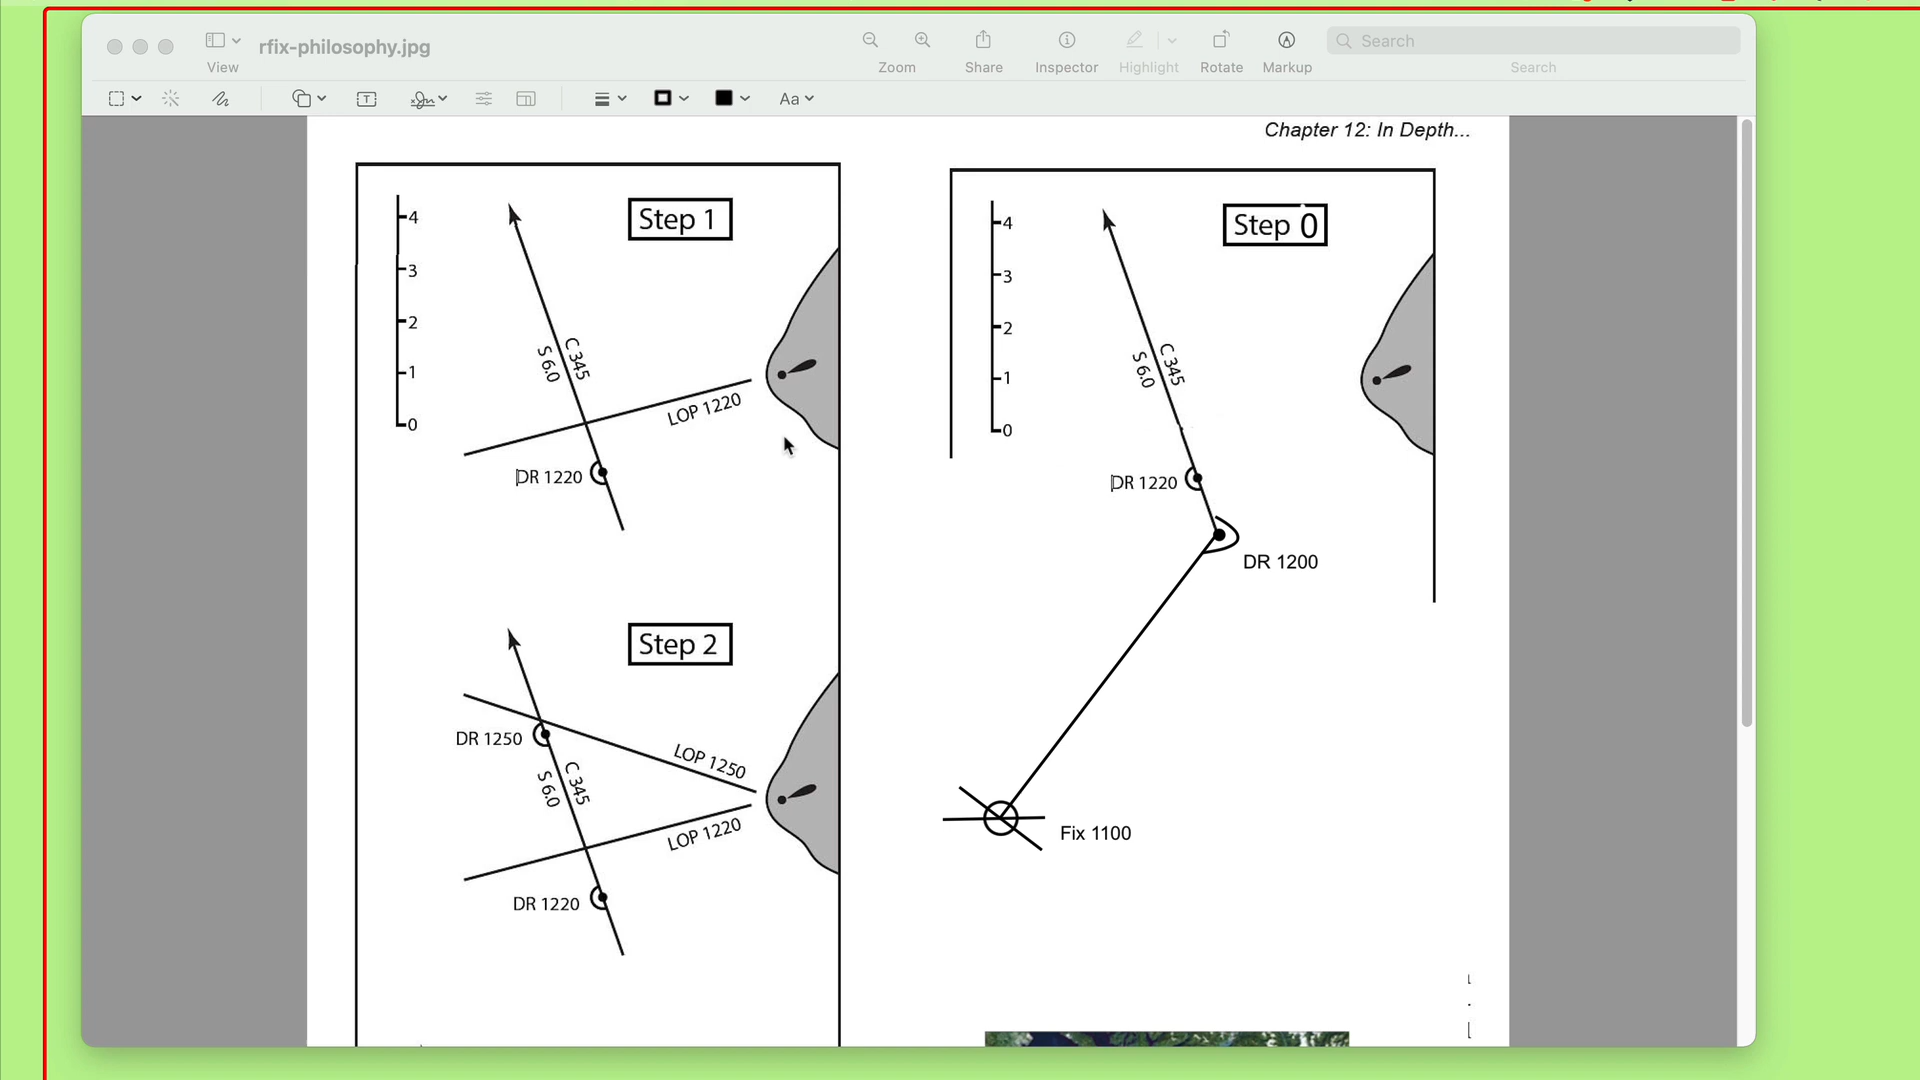 rfix-philosophy.jpg
View
Zoom
Share
Inspector
Highlight
Rotate
Markup
Search
Search
Aa
Chapter 12: In Depth...
Step 1
4
3
2
1
0
C 345
S 6.0
LOP 1220
DR 1220
Step 2
DR 1250
LOP 1250
C 345
S 6.0
LOP 1220
DR 1220
Step 0
4
3
2
1
0
C 345
S 6.0
DR 1220
DR 1200
Fix 1100